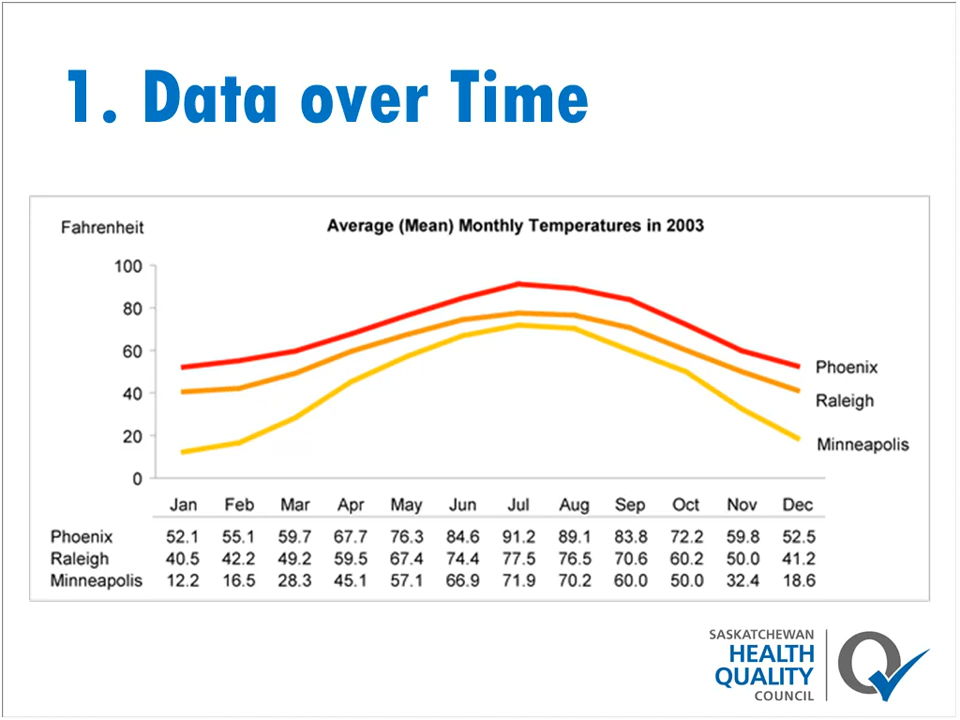 1. Data over Time
Fahrenheit
Average (Mean) Monthly Temperatures in 2003
100
80
60
40
20
0
Phoenix
Raleigh
Minneapolis
Jan Feb Mar Apr May Jun Jul Aug Sep Oct Nov Dec
Phoenix 52.1 55.1 59.7 67.7 76.3 84.6 91.2 89.1 83.8 72.2 59.8 52.5
Raleigh 40.5 42.2 49.2 59.5 67.4 74.4 77.5 76.5 70.6 60.2 50.0 41.2
Minneapolis 12.2 16.5 28.3 45.1 57.1 66.9 71.9 70.2 60.0 50.0 32.4 18.6
SASKATCHEWAN
HEALTH
QUALITY
COUNCIL